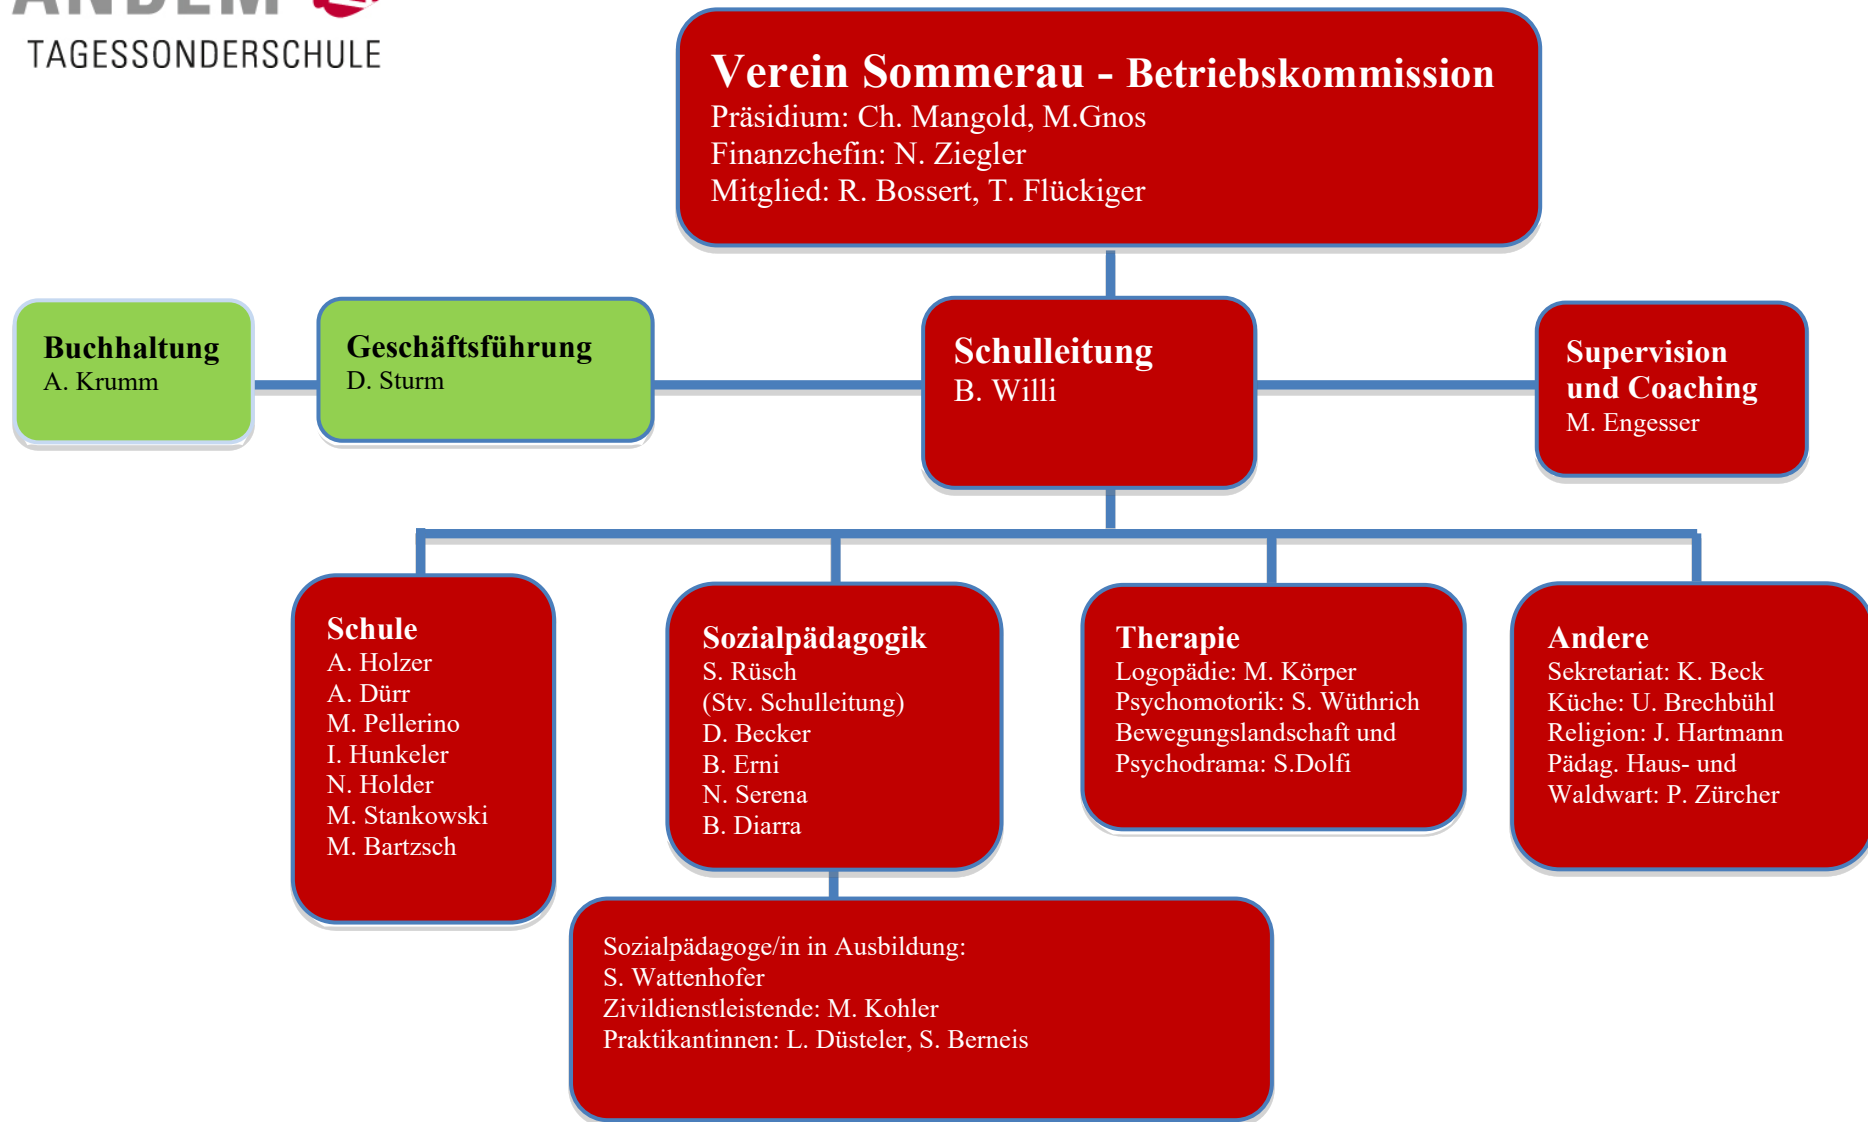 ANDEM
TAGESSONDERSCHULE
Verein Sommerau - Betriebskommission
Präsidium: Ch. Mangold, M.Gnos
Finanzchefin: N. Ziegler
Mitglied: R. Bossert, T. Flückiger
Buchhaltung
A. Krumm
Geschäftsführung
D. Sturm
Schulleitung
B. Willi
Supervision
und Coaching
M. Engesser
Schule
A. Holzer
A. Dürr
M. Pellerino
I. Hunkeler
N. Holder
M. Stankowski
M. Bartzsch
Sozialpädagogik
S. Rüsch
(Stv. Schulleitung)
D. Becker
B. Erni
N. Serena
B. Diarra
Therapie
Logopädie: M. Körper
Psychomotorik: S. Wüthrich
Bewegungslandschaft und
Psychodrama: S.Dolfi
Andere
Sekretariat: K. Beck
Küche: U. Brechbühl
Religion: J. Hartmann
Pädag. Haus- und
Waldwart: P. Zürcher
Sozialpädagoge/in in Ausbildung:
S. Wattenhofer
Zivildienstleistende: M. Kohler
Praktikantinnen: L. Düsteler, S. Berneis